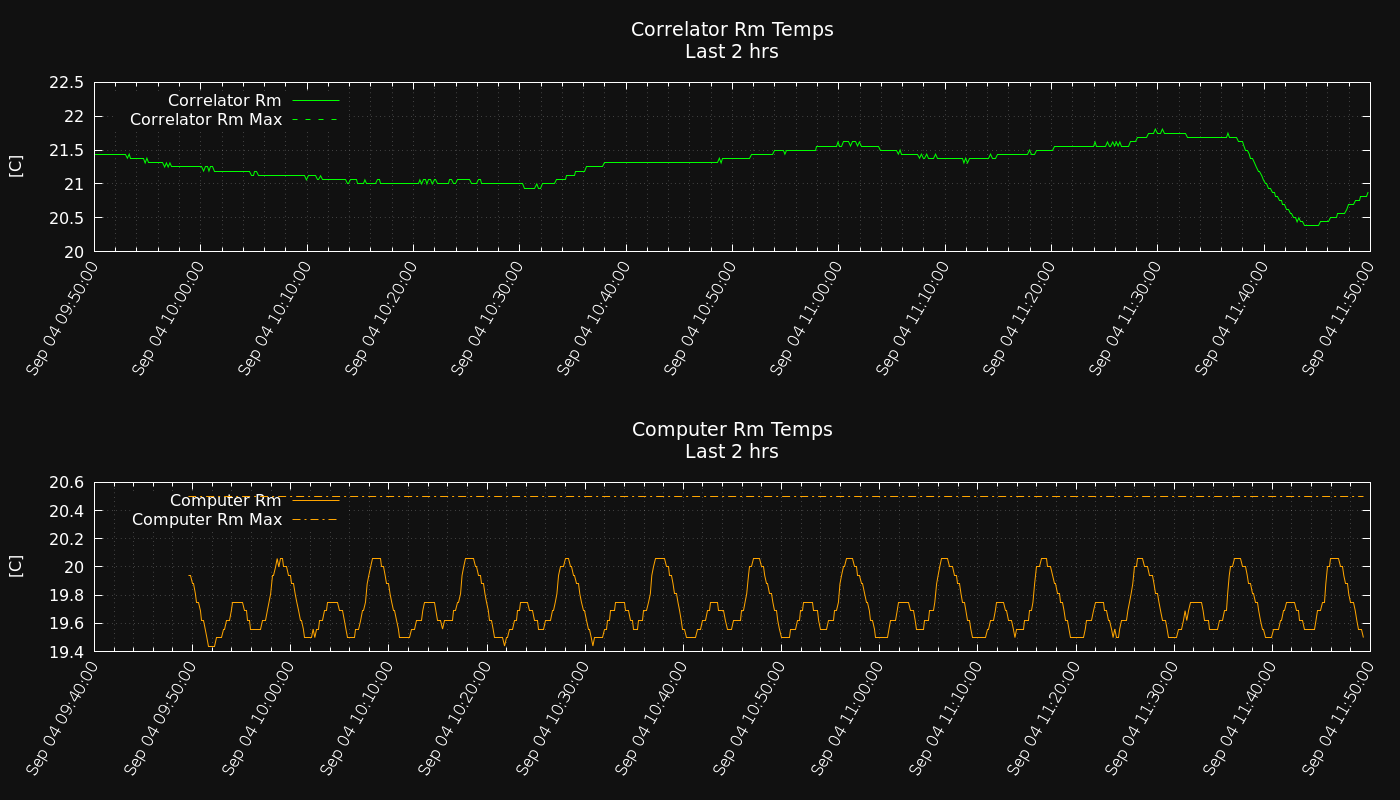 Correlator Rm Temps
Last 2 hrs
22.5
22
21.5
21
20.5
20
[C]
Correlator Rm
Correlator Rm Max
Sep 04 09:50:00
Sep 04 10:00:00
Sep 04 10:10:00
Sep 04 10:20:00
Sep 04 10:30:00
Sep 04 10:40:00
Sep 04 10:50:00
Sep 04 11:00:00
Sep 04 11:10:00
Sep 04 11:20:00
Sep 04 11:30:00
Sep 04 11:40:00
Sep 04 11:50:00
Computer Rm Temps
Last 2 hrs
20.6
20.4
20.2
20
19.8
19.6
19.4
[C]
Computer Rm
Computer Rm Max
Sep 04 09:40:00
Sep 04 09:50:00
Sep 04 10:00:00
Sep 04 10:10:00
Sep 04 10:20:00
Sep 04 10:30:00
Sep 04 10:40:00
Sep 04 10:50:00
Sep 04 11:00:00
Sep 04 11:10:00
Sep 04 11:20:00
Sep 04 11:30:00
Sep 04 11:40:00
Sep 04 11:50:00